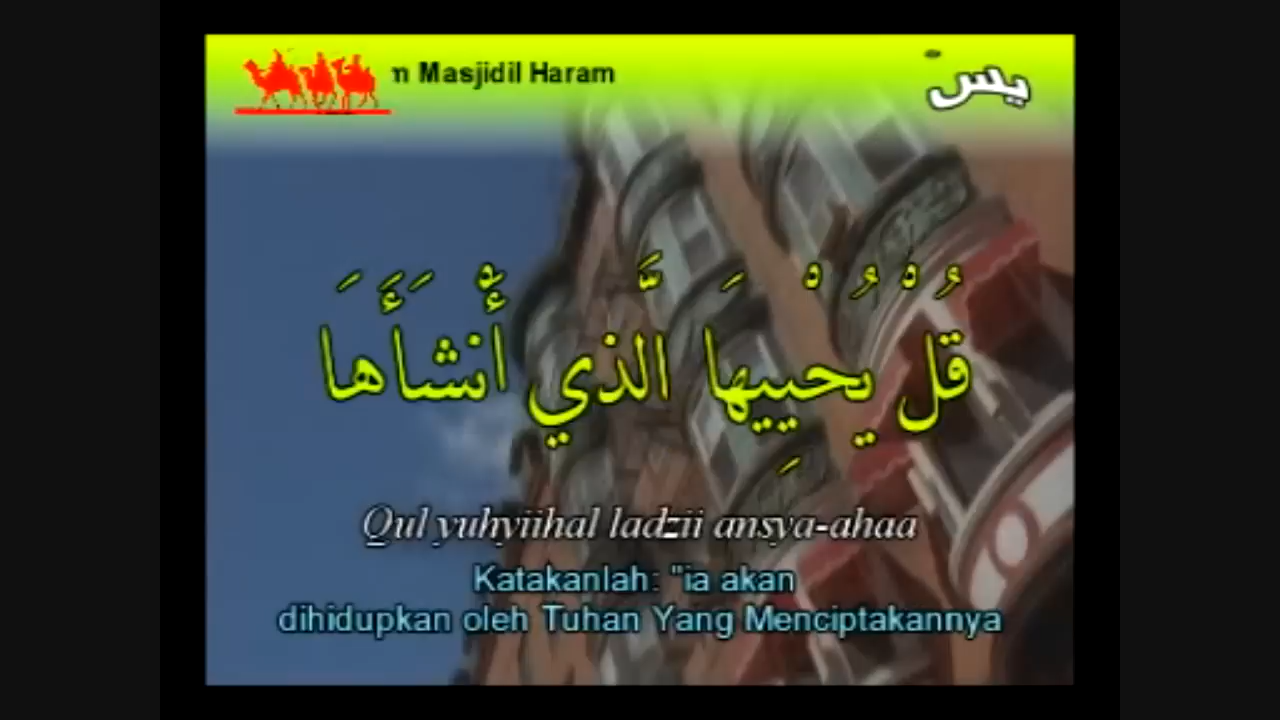 n Masjidil Haram
يسۤ
قُلْ يُحْيِيهَا الَّذِي أَنْشَأَهَا
Qul yuhyiihal ladzii ansya-ahaa
Katakanlah: "ia akan
dihidupkan oleh Tuhan Yang Menciptakannya